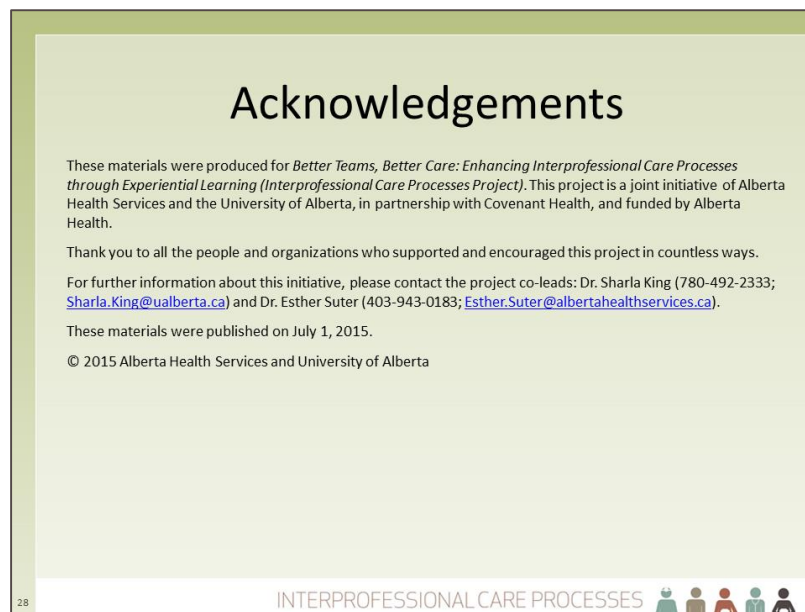 Acknowledgements
These materials were produced for Better Teams, Better Care: Enhancing Interprofessional Care Processes
through Experiential Learning (Interprofessional Care Processes Project). This project is a joint initiative of Alberta
Health Services and the University of Alberta, in partnership with Covenant Health, and funded by Alberta
Health.
Thank you to all the people and organizations who supported and encouraged this project in countless ways.
For further information about this initiative, please contact the project co-leads: Dr. Sharla King (780-492-2333;
Sharla.King@ualberta.ca) and Dr. Esther Suter (403-943-0183; Esther.Suter@albertahealthservices.ca).
These materials were published on July 1, 2015.
© 2015 Alberta Health Services and University of Alberta
28
INTERPROFESSIONAL CARE PROCESSES